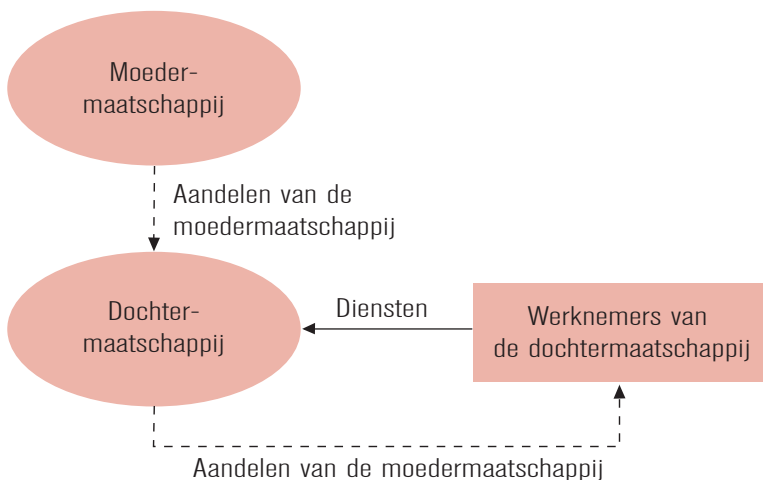 Moeder-
maatschappij
Aandelen van de
moedermaatschappij
Dochter-
maatschappij
Diensten
Werknemers van
de dochtermaatschappij
Aandelen van de moedermaatschappij